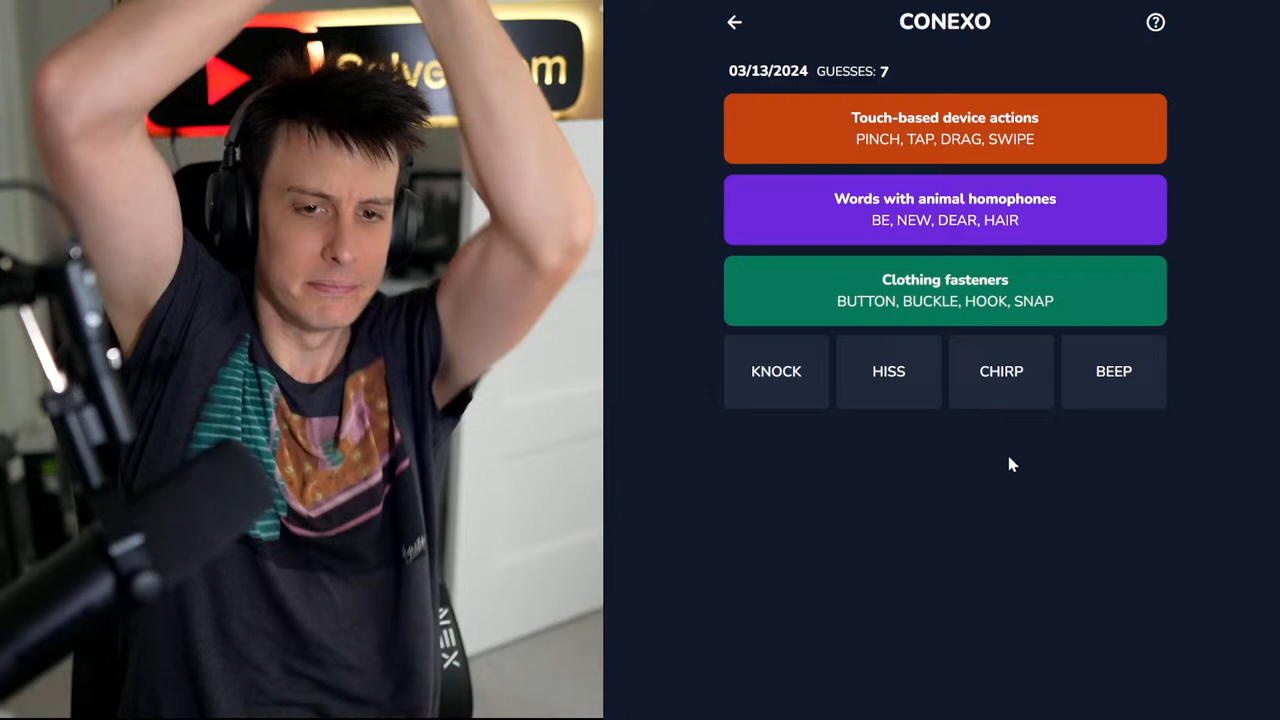 CONEXO
03/13/2024 GUESSES: 7
Touch-based device actions
PINCH, TAP, DRAG, SWIPE
Words with animal homophones
BE, NEW, DEAR, HAIR
Clothing fasteners
BUTTON, BUCKLE, HOOK, SNAP
KNOCK HISS CHIRP BEEP